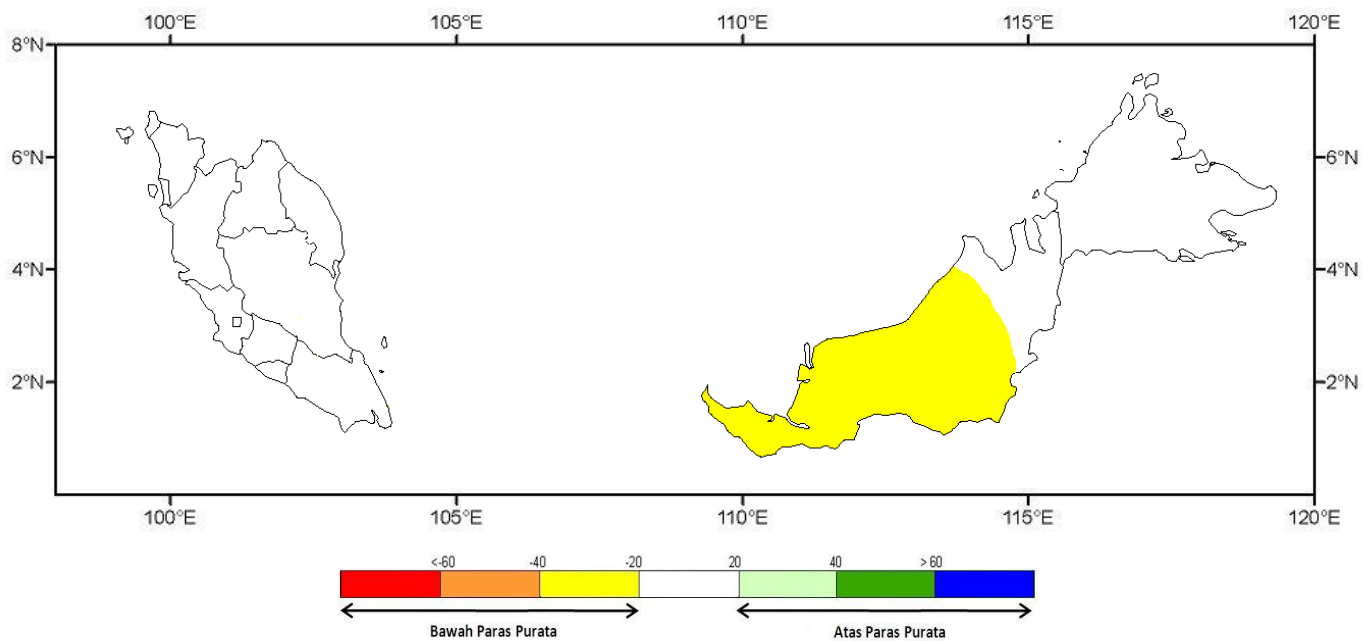 100°E 105°E 110°E 115°E 120°E
8°N
6°N 6°N
4°N 4°N
2°N 2°N
100°E 105°E 110°E 115°E 120°E
<-60 -40 -20 20 40 > 60
Bawah Paras Purata Atas Paras Purata